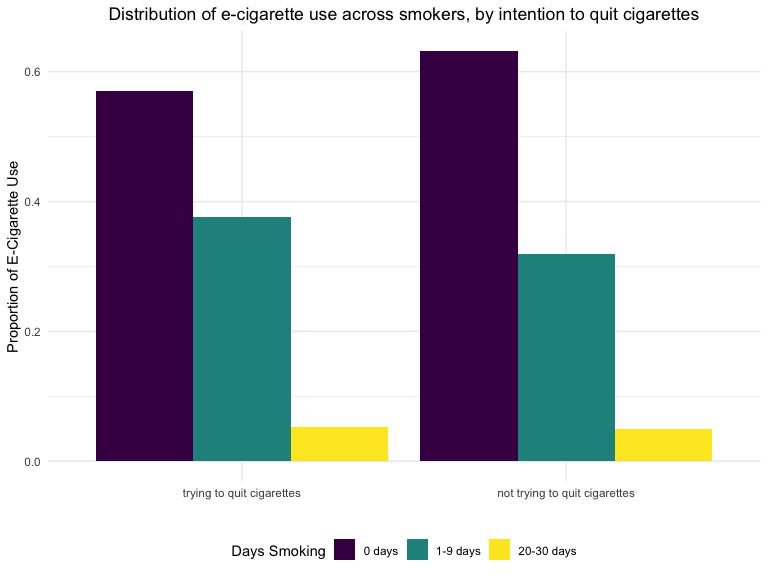 Distribution of e-cigarette use across smokers, by intention to quit cigarettes
Proportion of E-Cigarette Use
0.6
0.4
0.2
0.0
trying to quit cigarettes
not trying to quit cigarettes
Days Smoking
0 days
1-9 days
20-30 days